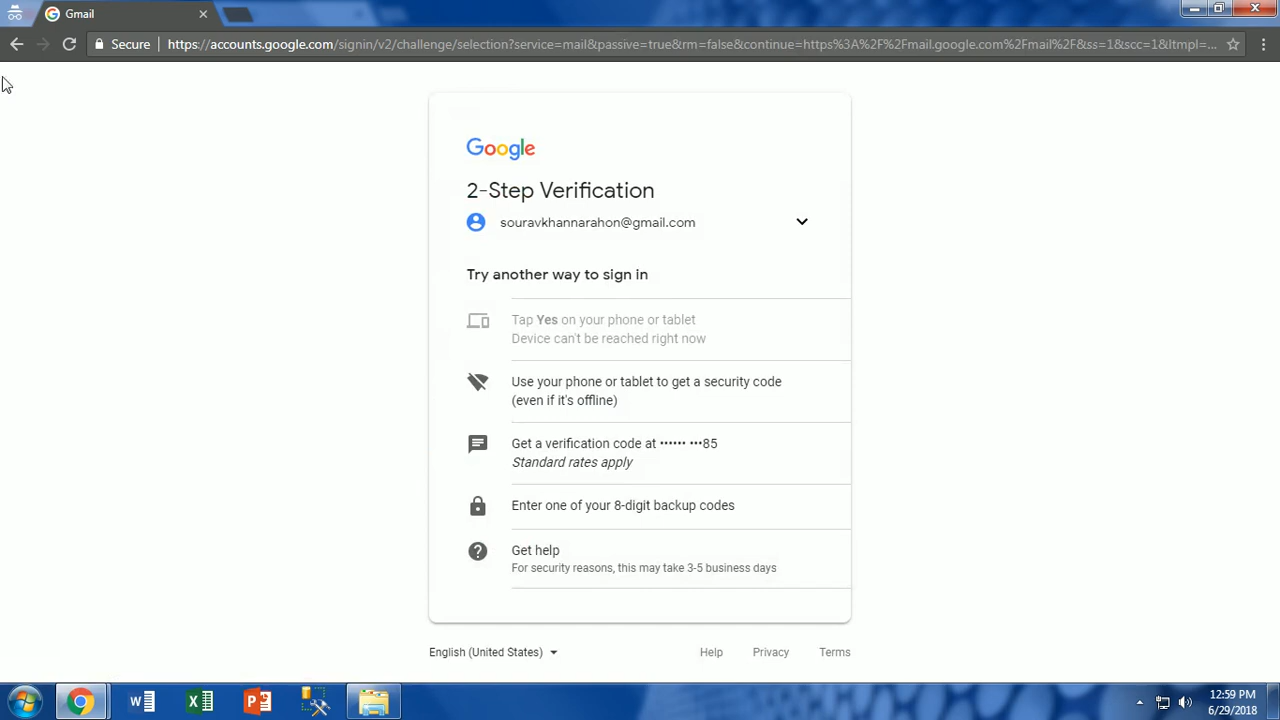 Gmail
Secure
https://accounts.google.com/signin/v2/challenge/selection?service=mail&passive=true&rm=false&continue=https%3A%2F%2Fmail.google.com%2Fmail%2F&ss=1&scc=1&ltmpl=...
Google
2-Step Verification
souravkhannarahon@gmail.com
Try another way to sign in
Tap Yes on your phone or tablet
Device can't be reached right now
Use your phone or tablet to get a security code
(even if it's offline)
Get a verification code at •••••• •••85
Standard rates apply
Enter one of your 8-digit backup codes
Get help
For security reasons, this may take 3-5 business days
English (United States)
Help
Privacy
Terms
12:59 PM
6/29/2018